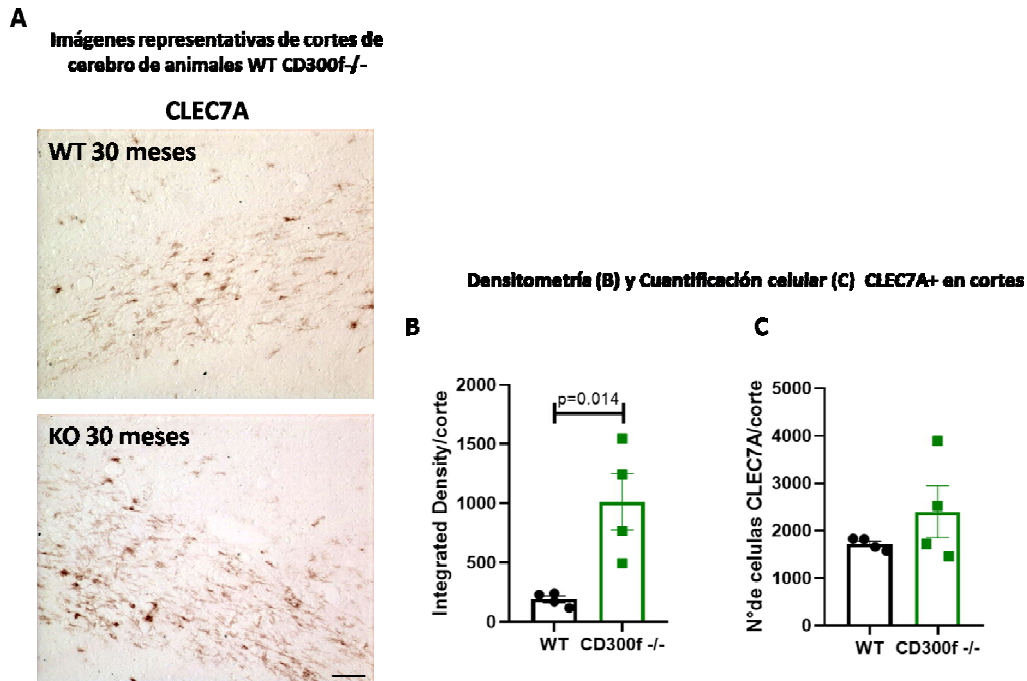 A
Imágenes representativas de cortes de
cerebro de animales WT CD300f-/-
CLEC7A
WT 30 meses
KO 30 meses
Densitometría (B) y Cuantificación celular (C) CLEC7A+ en cortes
B
Integrated Density/corte
2000
1500
1000
500
0
p=0.014
WT CD300f -/-
C
N°de celulas CLEC7A/corte
5000
4000
3000
2000
1000
0
WT CD300f -/-